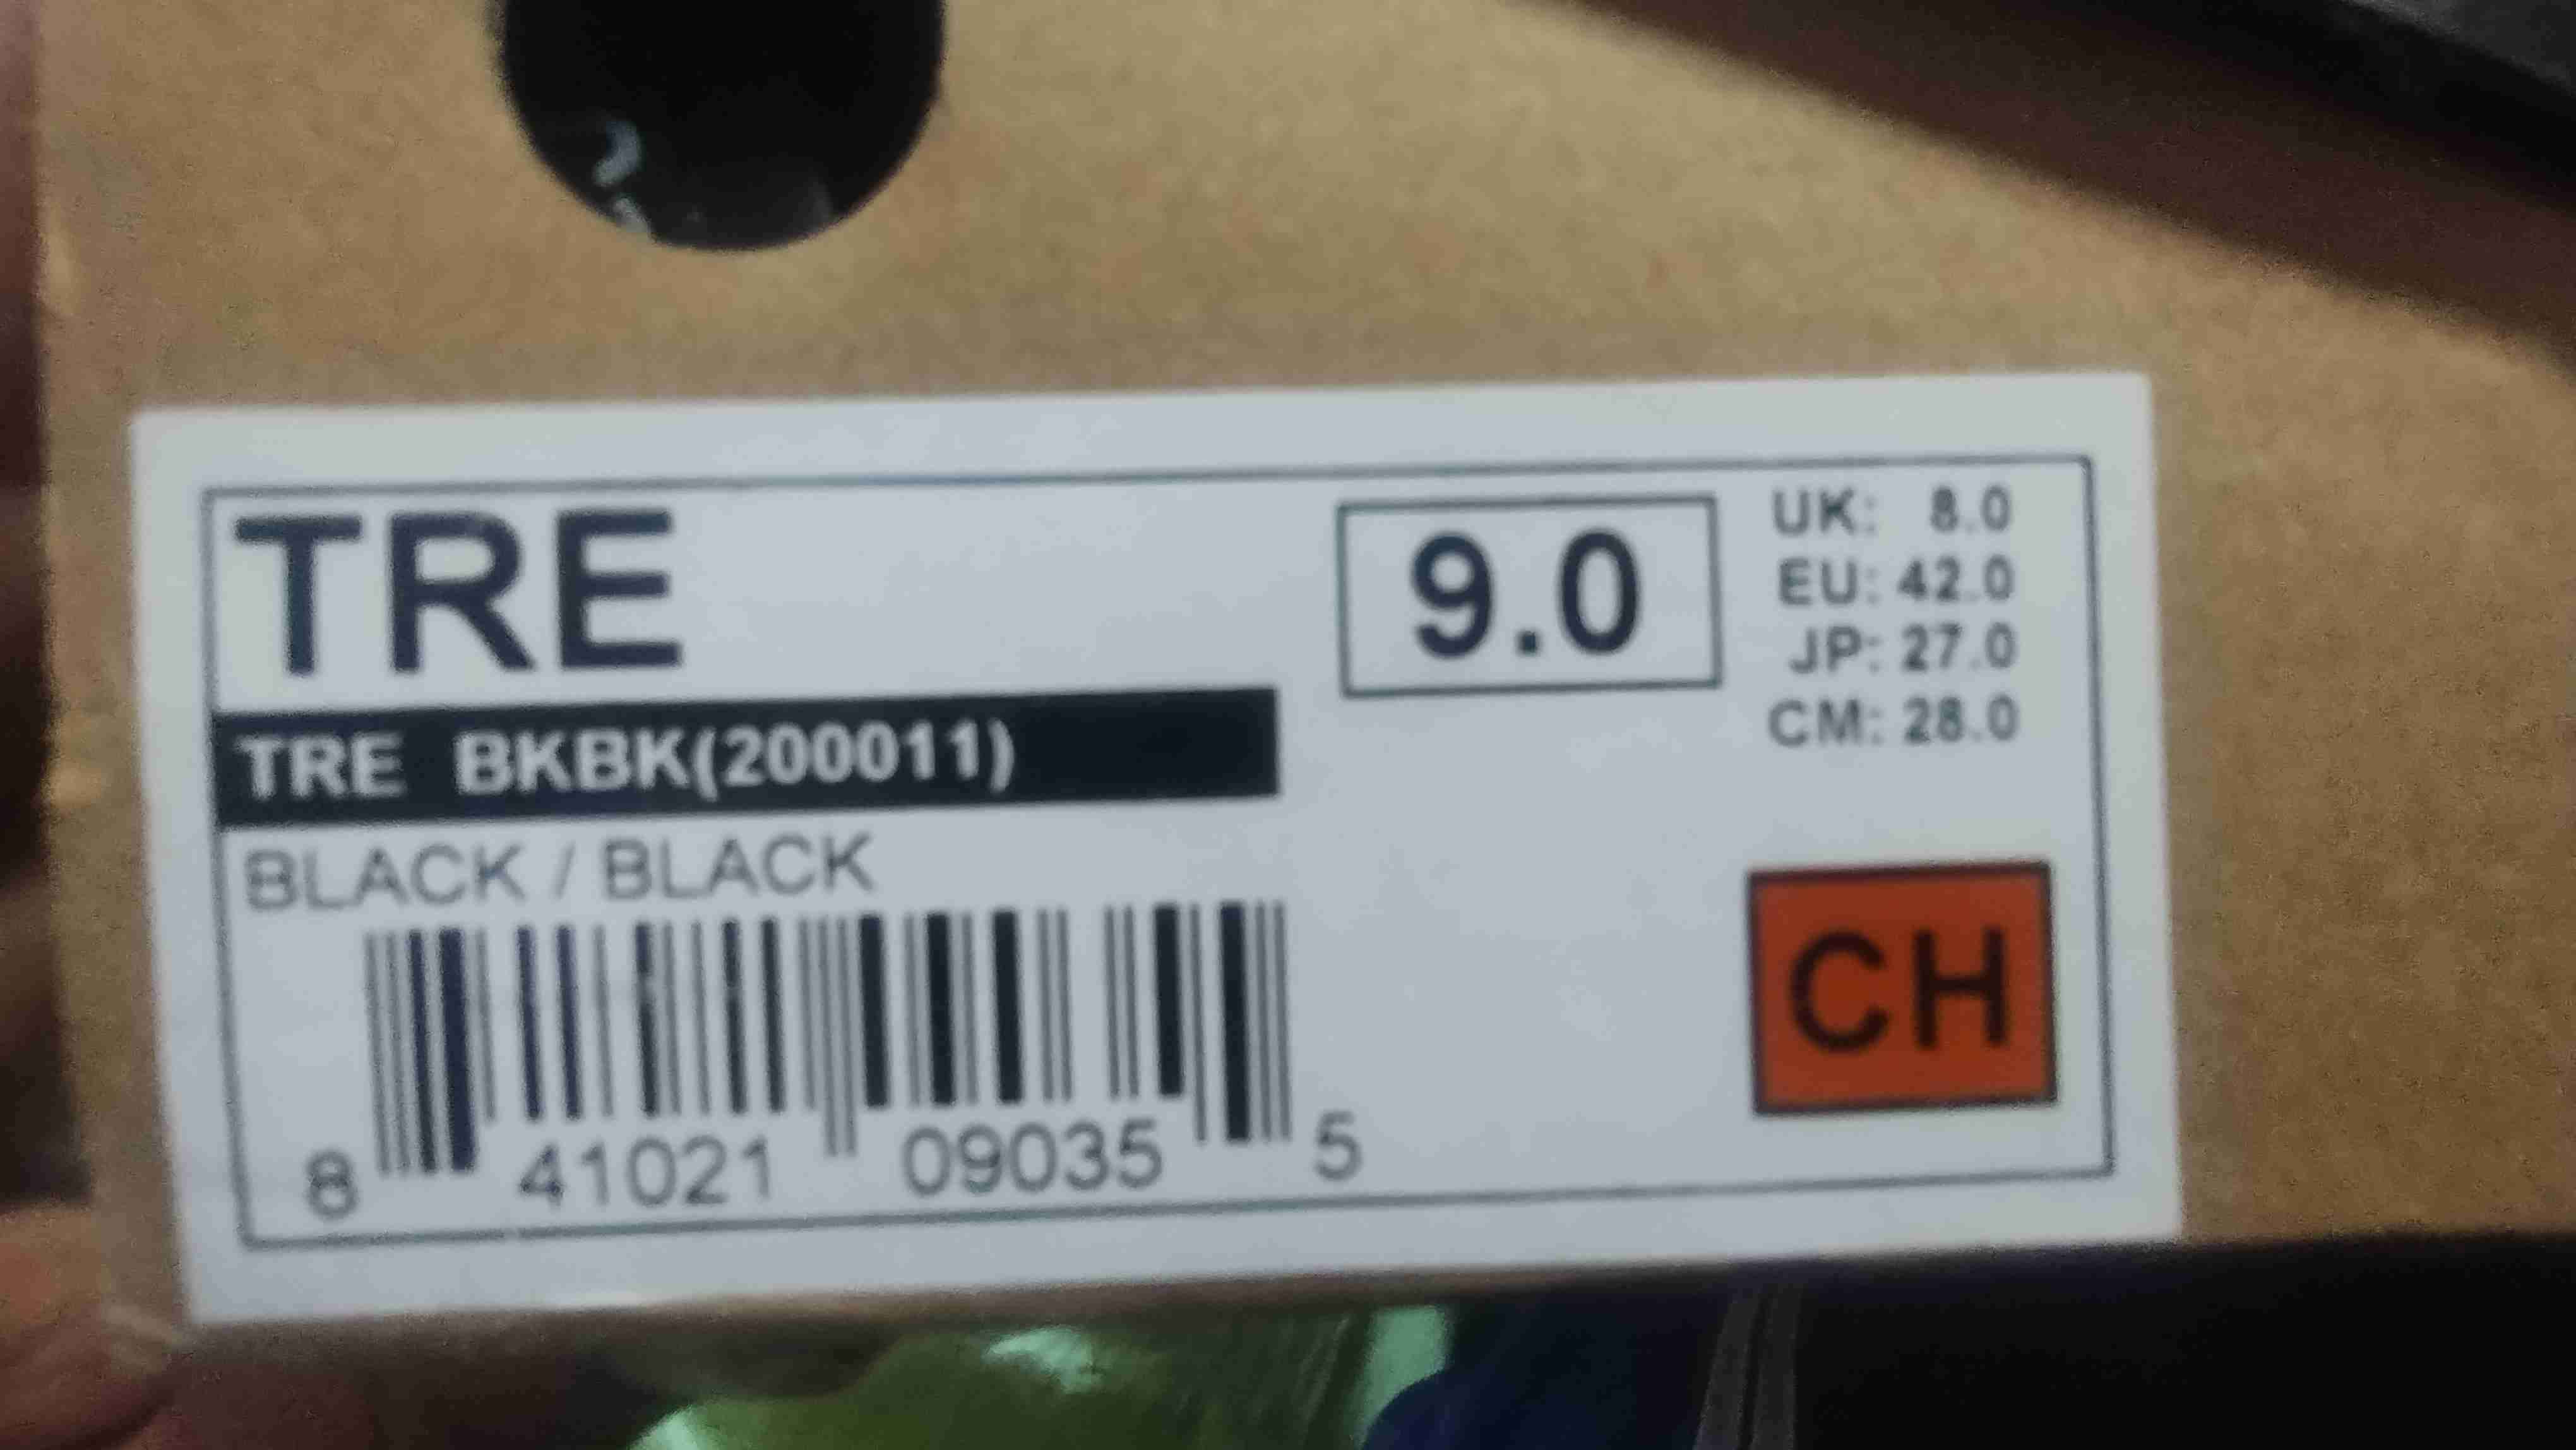 TRE
9.0
UK: 8.0
EU: 42.0
JP: 27.0
CM: 28.0
TRE BKBK(200011)
BLACK / BLACK
CH
8 41021 09035 5